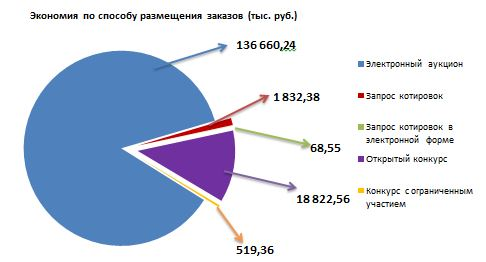 Экономия по способу размещения заказов (тыс. руб.)
136 660,24
1 832,38
68,55
18 822,56
519,36
Электронный аукцион
Запрос котировок
Запрос котировок в
электронной форме
Открытый конкурс
Конкурс с ограниченным
участием